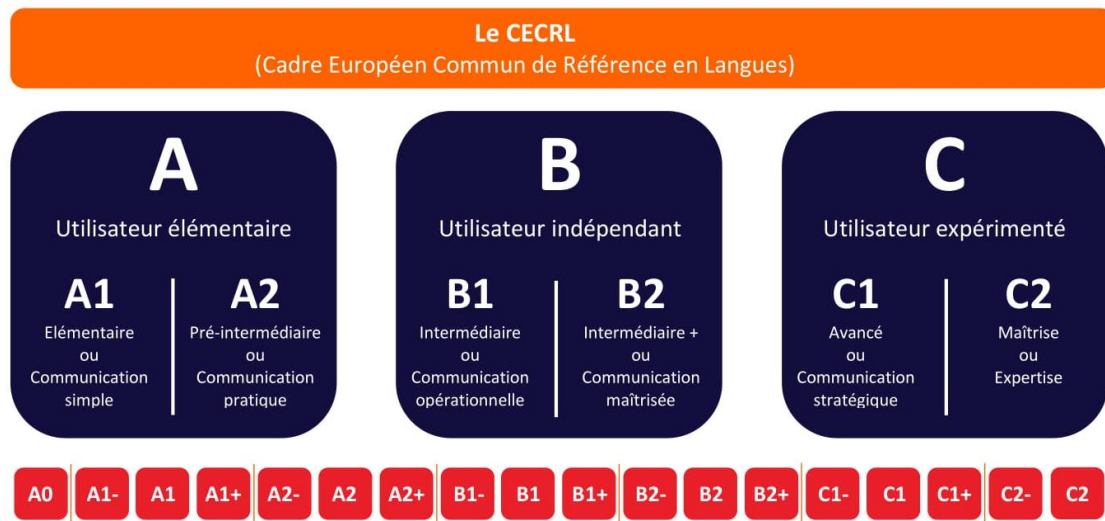 Le CECRL
(Cadre Européen Commun de Référence en Langues)
A
Utilisateur élémentaire
A1
Elémentaire
ou
Communication
simple
A2
Pré-intermédiaire
ou
Communication
pratique
B
Utilisateur indépendant
B1
Intermédiaire
ou
Communication
opérationnelle
B2
Intermédiaire +
ou
Communication
maîtrisée
C
Utilisateur expérimenté
C1
Avancé
ou
Communication
stratégique
C2
Maîtrise
ou
Expertise
A0 A1- A1 A1+ A2- A2 A2+ B1- B1 B1+ B2- B2 B2+ C1- C1 C1+ C2- C2